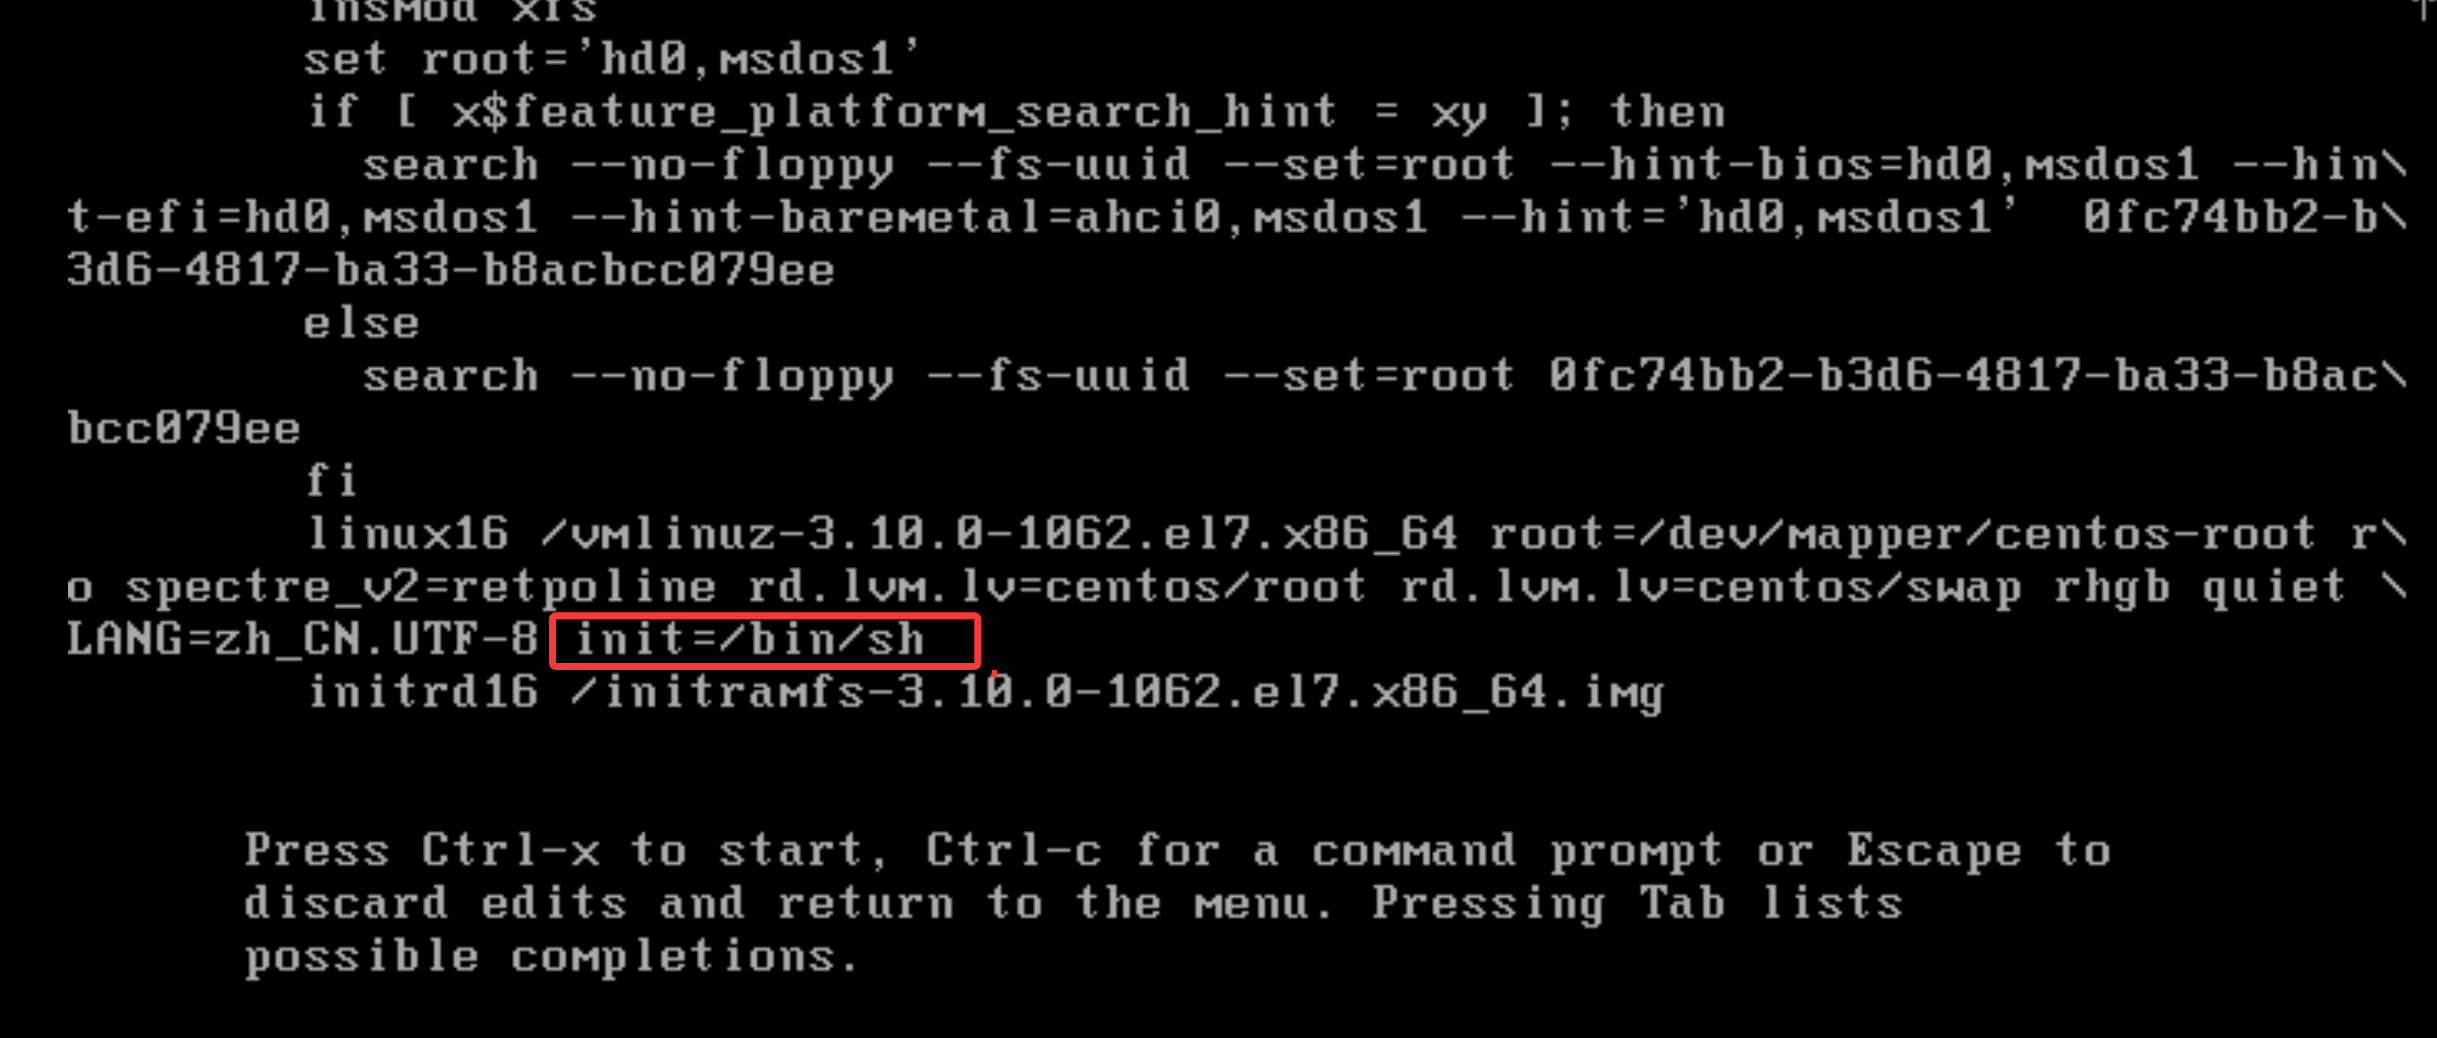 insmod xfs
set root='hd0,msdos1'
if [ x$feature_platform_search_hint = xy ]; then
search --no-floppy --fs-uuid --set=root --hint-bios=hd0,msdos1 --hin\
t-efi=hd0,msdos1 --hint-baremetal=ahci0,msdos1 --hint='hd0,msdos1'  0fc74bb2-b\
3d6-4817-ba33-b8acbcc079ee
else
search --no-floppy --fs-uuid --set=root 0fc74bb2-b3d6-4817-ba33-b8ac\
bcc079ee
fi
linux16 /vmlinuz-3.10.0-1062.el7.x86_64 root=/dev/mapper/centos-root r\
o spectre_v2=retpoline rd.lvm.lv=centos/root rd.lvm.lv=centos/swap rhgb quiet \
LANG=zh_CN.UTF-8 init=/bin/sh
initrd16 /initramfs-3.10.0-1062.el7.x86_64.img
Press Ctrl-x to start, Ctrl-c for a command prompt or Escape to
discard edits and return to the menu. Pressing Tab lists
possible completions.